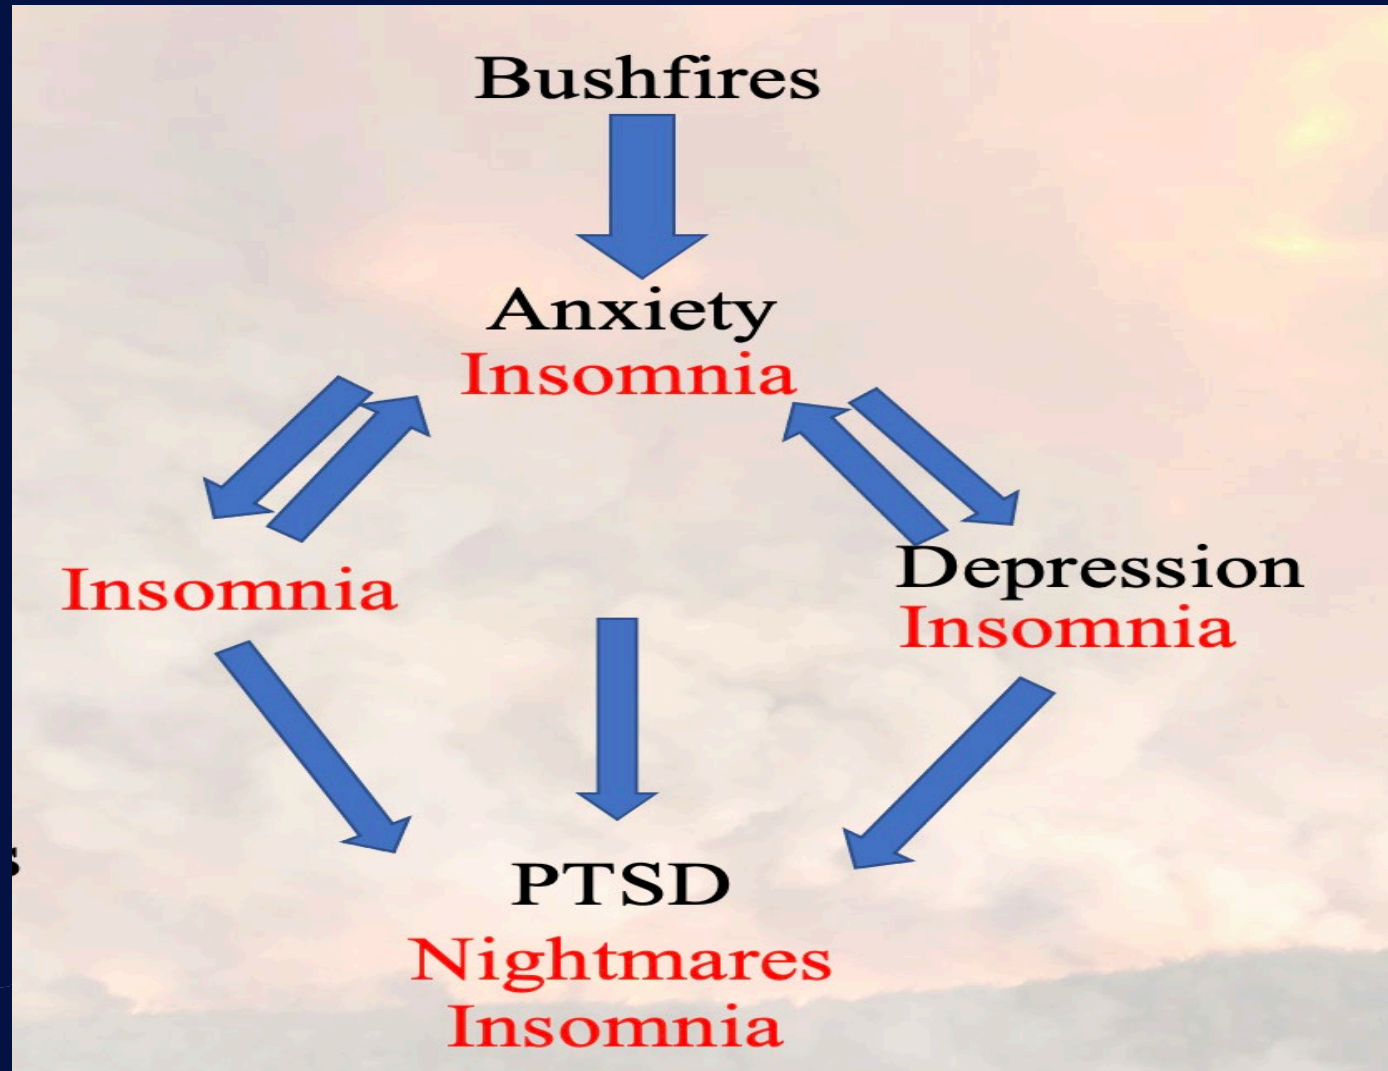 Bushfires
Anxiety
Insomnia
Insomnia
Depression
Insomnia
PTSD
Nightmares
Insomnia